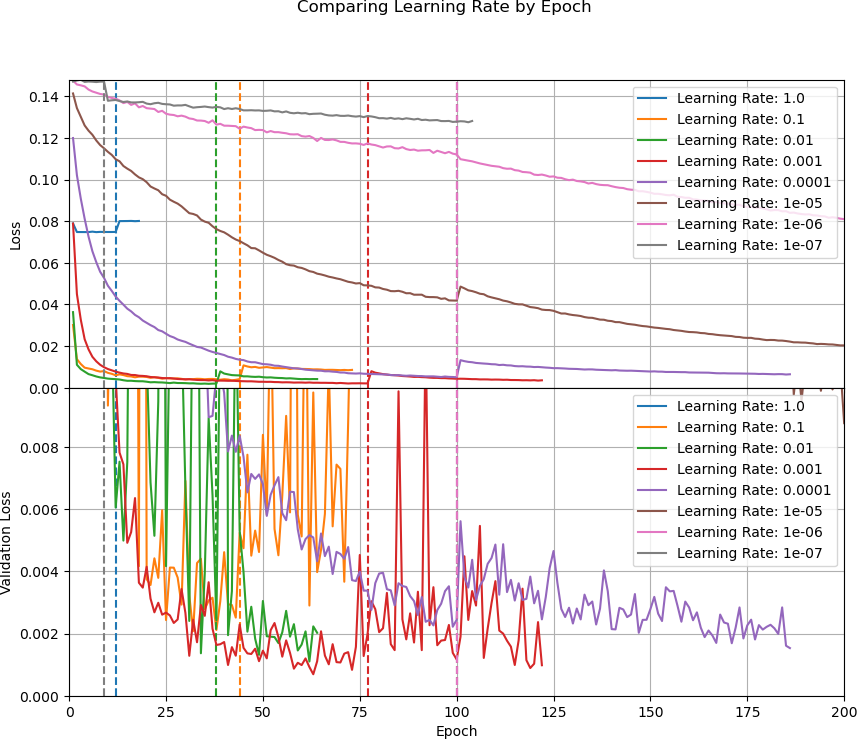 Comparing Learning Rate by Epoch
0.14
0.12
0.10
0.08
0.06
0.04
0.02
0.00
Loss
Learning Rate: 1.0
Learning Rate: 0.1
Learning Rate: 0.01
Learning Rate: 0.001
Learning Rate: 0.0001
Learning Rate: 1e-05
Learning Rate: 1e-06
Learning Rate: 1e-07
0.008
0.006
0.004
0.002
0.000
Validation Loss
Learning Rate: 1.0
Learning Rate: 0.1
Learning Rate: 0.01
Learning Rate: 0.001
Learning Rate: 0.0001
Learning Rate: 1e-05
Learning Rate: 1e-06
Learning Rate: 1e-07
0 25 50 75 100 125 150 175 200
Epoch